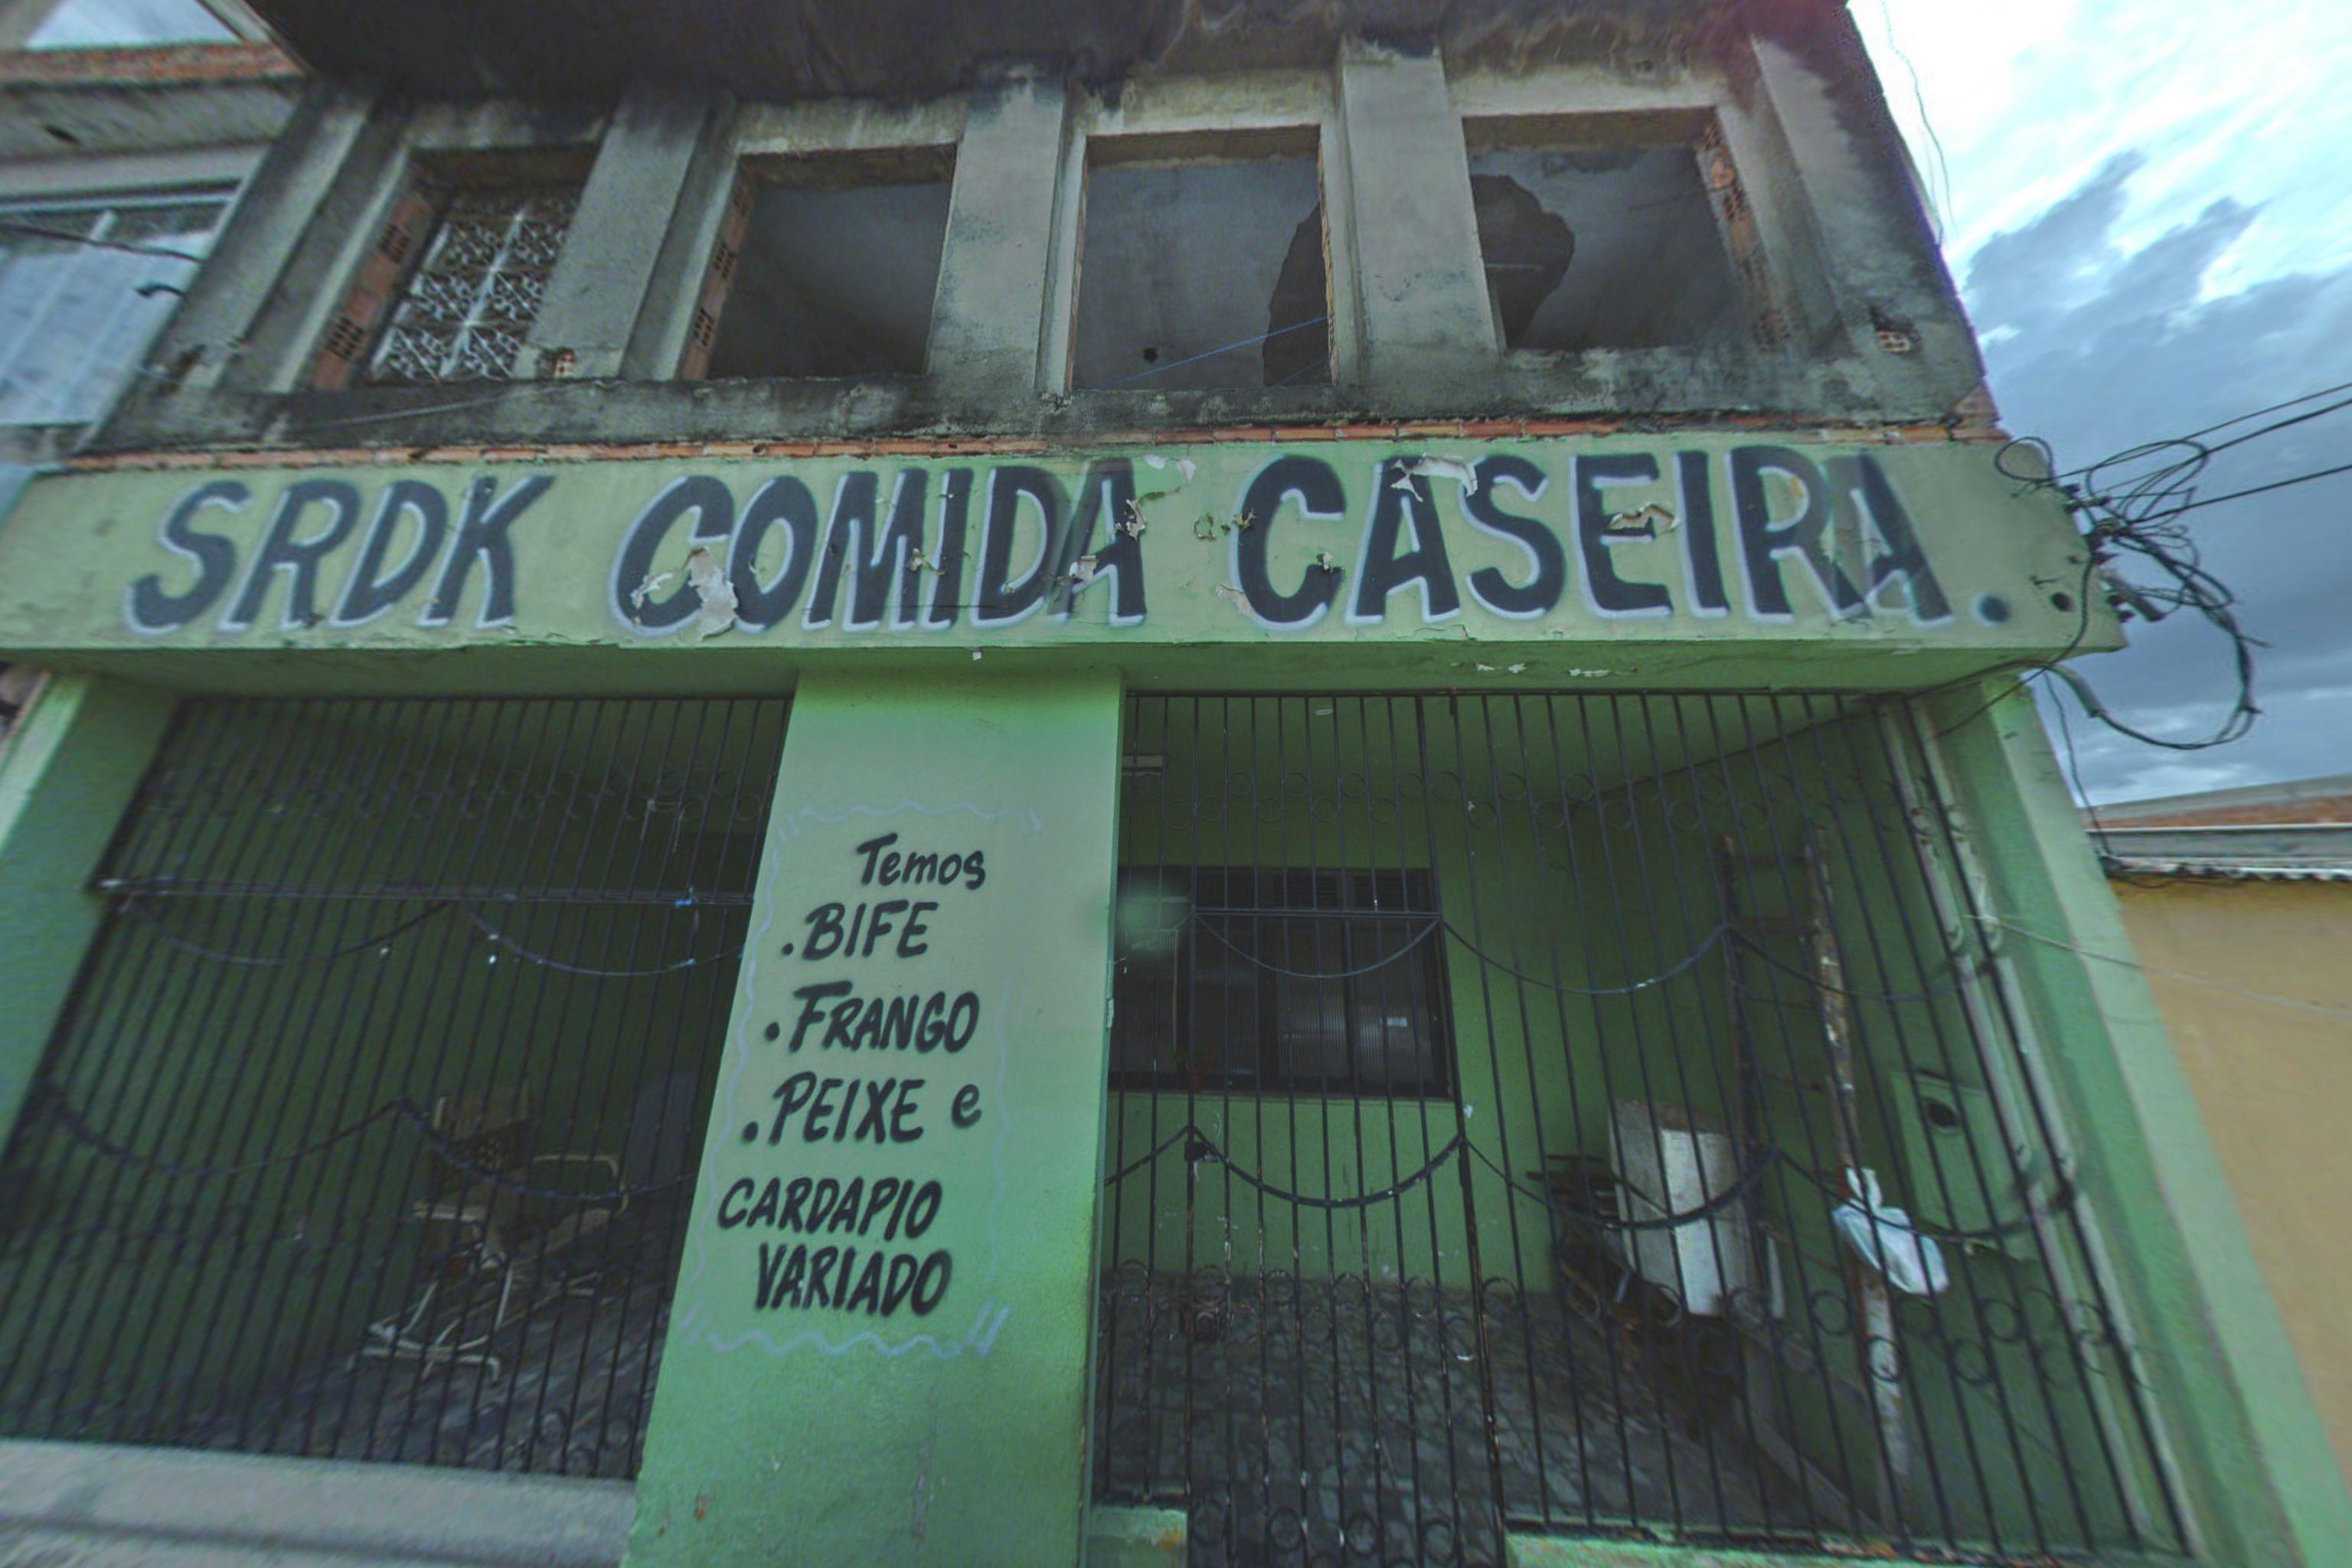 SRDK COMIDA CASEIRA.
Temos
.BIFE
.FRANGO
.PEIXE e
CARDAPIO
VARIADO